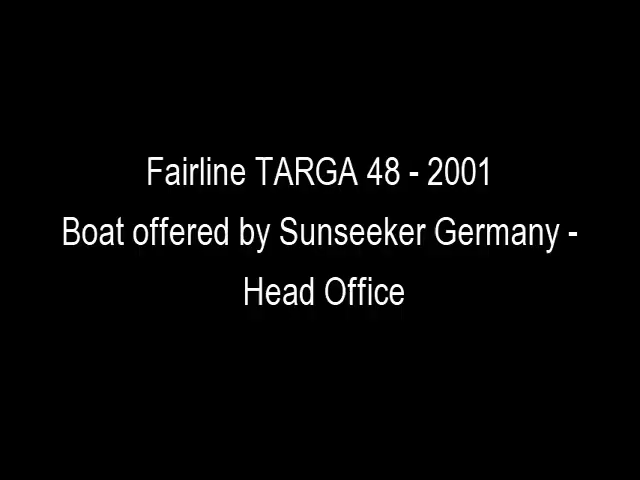 Fairline TARGA 48 - 2001
Boat offered by Sunseeker Germany -
Head Office